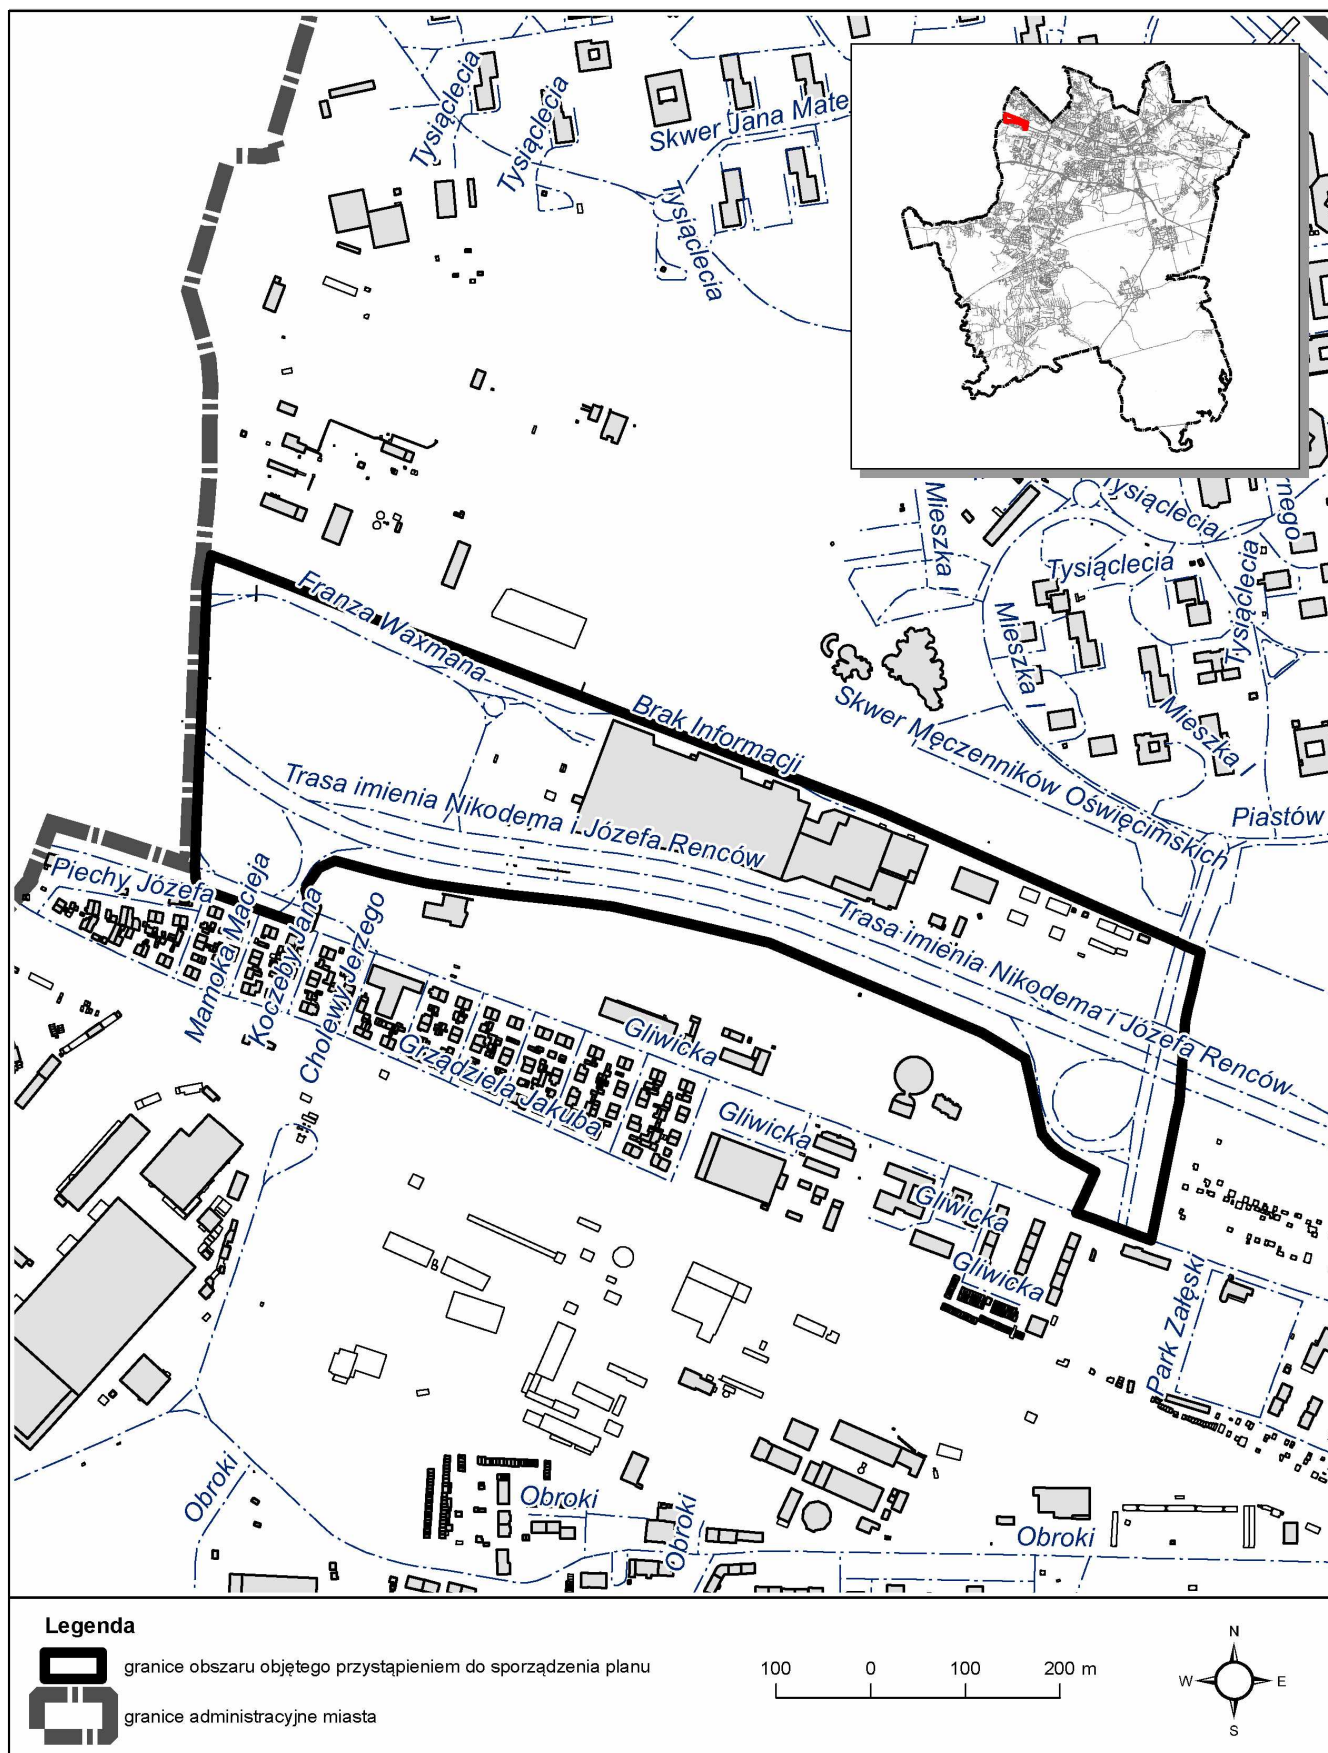 Tysiąclecia
Tysiąclecia
Skwer Jana Mate
Tysiąclecia
Mieszka I
Tysiąclecia
rnego
Tysiąclecia
Tysiąclecia
Mieszka I
Mieszka I
Skwer Męczenników Oświęcimskich
Piastów
Franza Waxmana
Brak Informacji
Trasa imienia Nikodema i Józefa Renców
Trasa imienia Nikodema i Józefa Renców
Piechy Józefa
Mamoka Macieja
Koczeby Jana
Cholewy Jerzego
Grządziela Jakuba
Gliwicka
Gliwicka
Gliwicka
Gliwicka
Park Załęski
Obroki
Obroki
Obroki
Obroki
Legenda
granice obszaru objętego przystąpieniem do sporządzenia planu
granice administracyjne miasta
100 0 100 200 m
N
W E
S